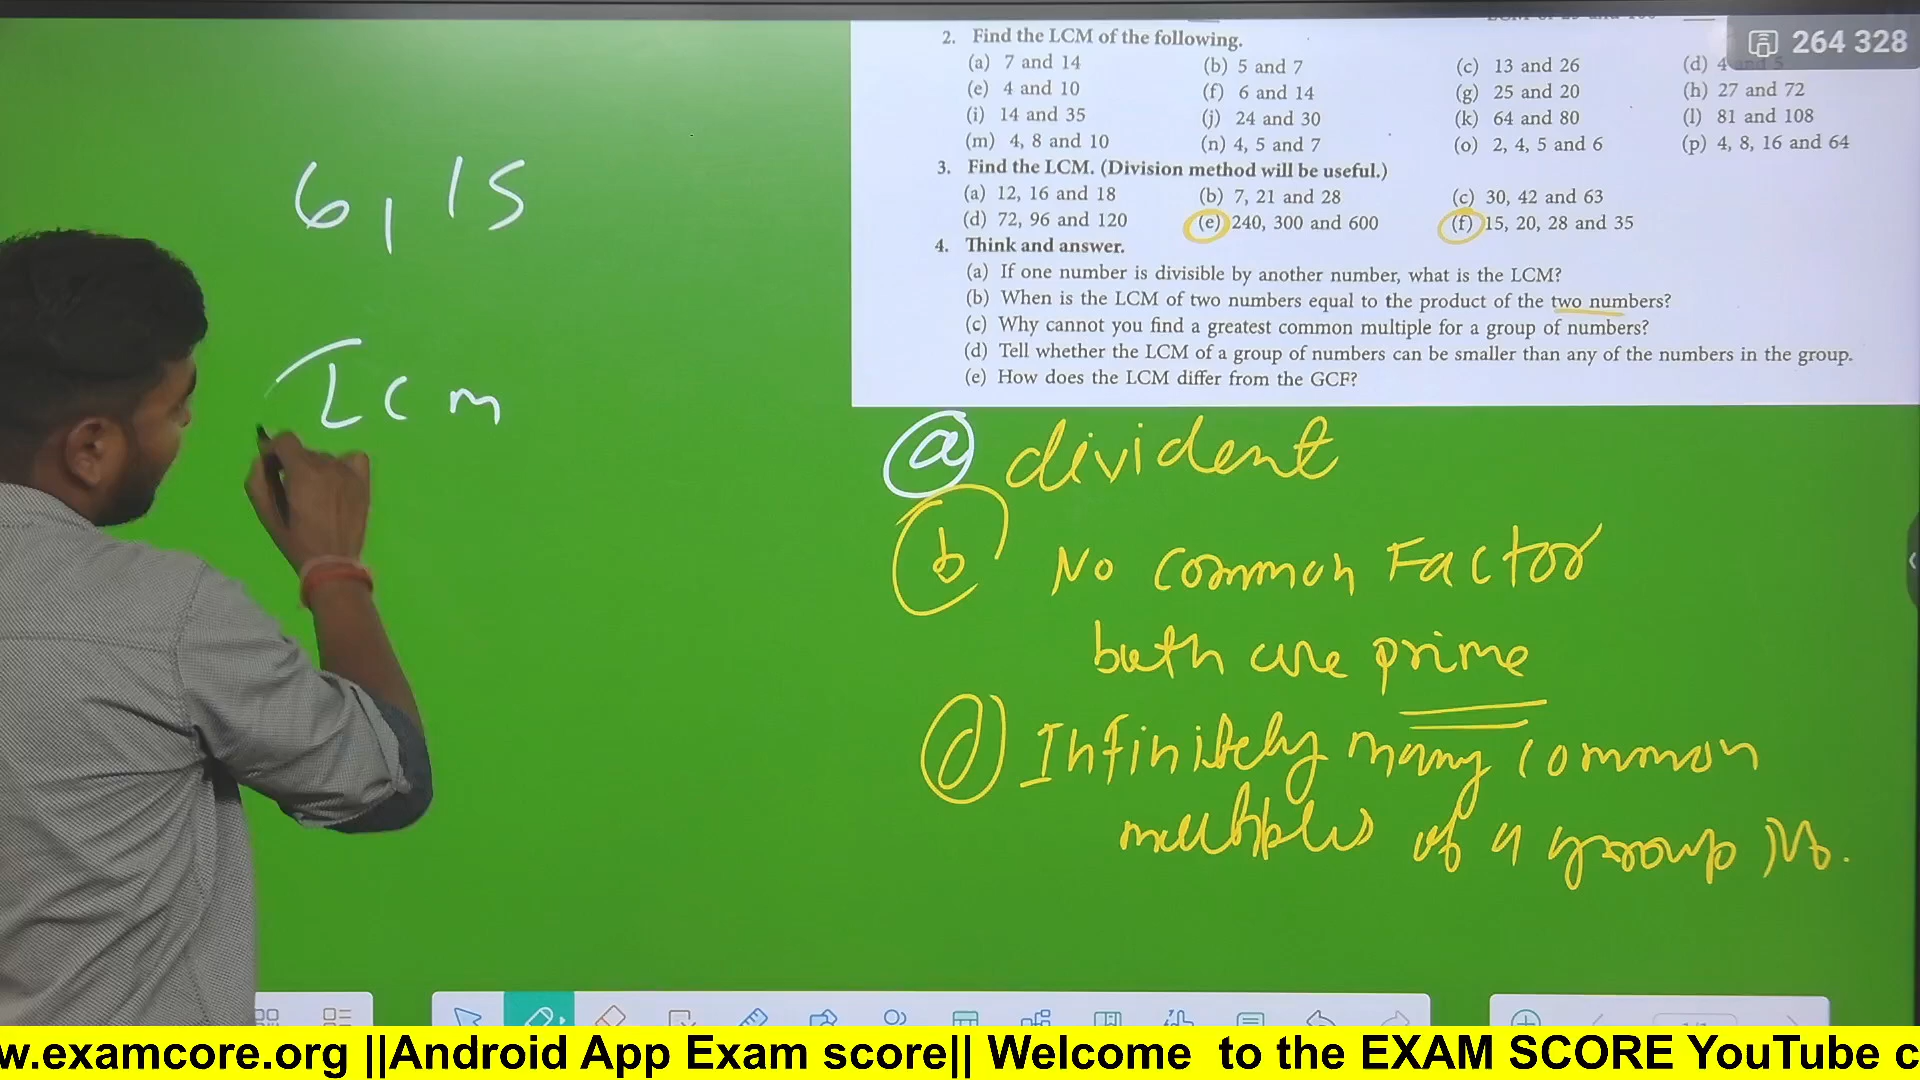 264 328
2. Find the LCM of the following.
(a) 7 and 14 (b) 5 and 7 (c) 13 and 26 (d) 4 and 5
(e) 4 and 10 (f) 6 and 14 (g) 25 and 20 (h) 27 and 72
(i) 14 and 35 (j) 24 and 30 (k) 64 and 80 (l) 81 and 108
(m) 4, 8 and 10 (n) 4, 5 and 7 (o) 2, 4, 5 and 6 (p) 4, 8, 16 and 64
3. Find the LCM. (Division method will be useful.)
(a) 12, 16 and 18 (b) 7, 21 and 28 (c) 30, 42 and 63
(d) 72, 96 and 120 (e) 240, 300 and 600 (f) 15, 20, 28 and 35
4. Think and answer.
(a) If one number is divisible by another number, what is the LCM?
(b) When is the LCM of two numbers equal to the product of the two numbers?
(c) Why cannot you find a greatest common multiple for a group of numbers?
(d) Tell whether the LCM of a group of numbers can be smaller than any of the numbers in the group.
(e) How does the LCM differ from the GCF?
6, 15
Lcm
a divident
b No common Factor
both are prime
Infinitely many common
multiples of a group No.
w.examcore.org ||Android App Exam score|| Welcome to the EXAM SCORE YouTube c